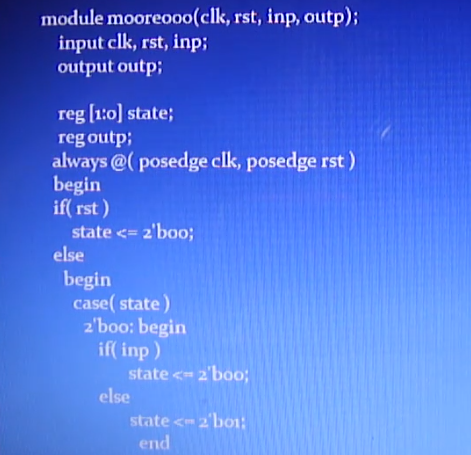 module mooreooo(clk, rst, inp, outp);
input clk, rst, inp;
output outp;
reg [1:0] state;
reg outp;
always @( posedge clk, posedge rst )
begin
if( rst )
state <= 2'b00;
else
begin
case( state )
2'b00: begin
if( inp )
state <= 2'b00;
else
state <= 2'b01;
end